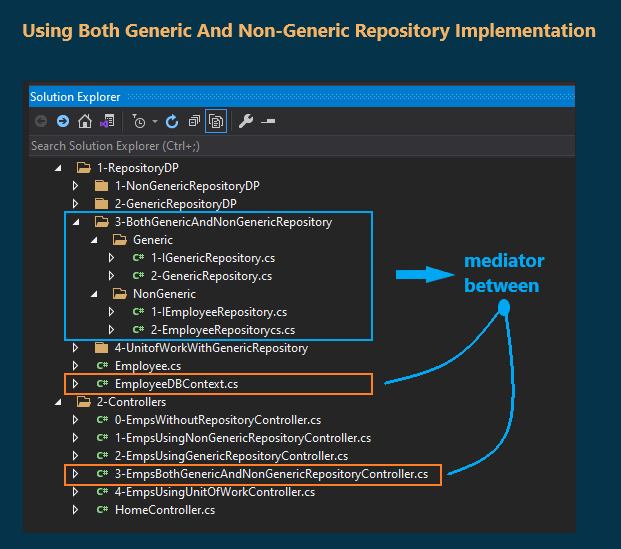 Using Both Generic And Non-Generic Repository Implementation
Solution Explorer
Search Solution Explorer (Ctrl+;)
1-RepositoryDP
1-NonGenericRepositoryDP
2-GenericRepositoryDP
3-BothGenericAndNonGenericRepository
Generic
C# 1-IGenericRepository.cs
C# 2-GenericRepository.cs
NonGeneric
C# 1-IEmployeeRepository.cs
C# 2-EmployeeRepositorycs.cs
4-UnitofWorkWithGenericRepository
C# Employee.cs
C# EmployeeDBContext.cs
2-Controllers
C# 0-EmpsWithoutRepositoryController.cs
C# 1-EmpsUsingNonGenericRepositoryController.cs
C# 2-EmpsUsingGenericRepositoryController.cs
C# 3-EmpsBothGenericAndNonGenericRepositoryController.cs
C# 4-EmpsUsingUnitOfWorkController.cs
C# HomeController.cs
mediator
between